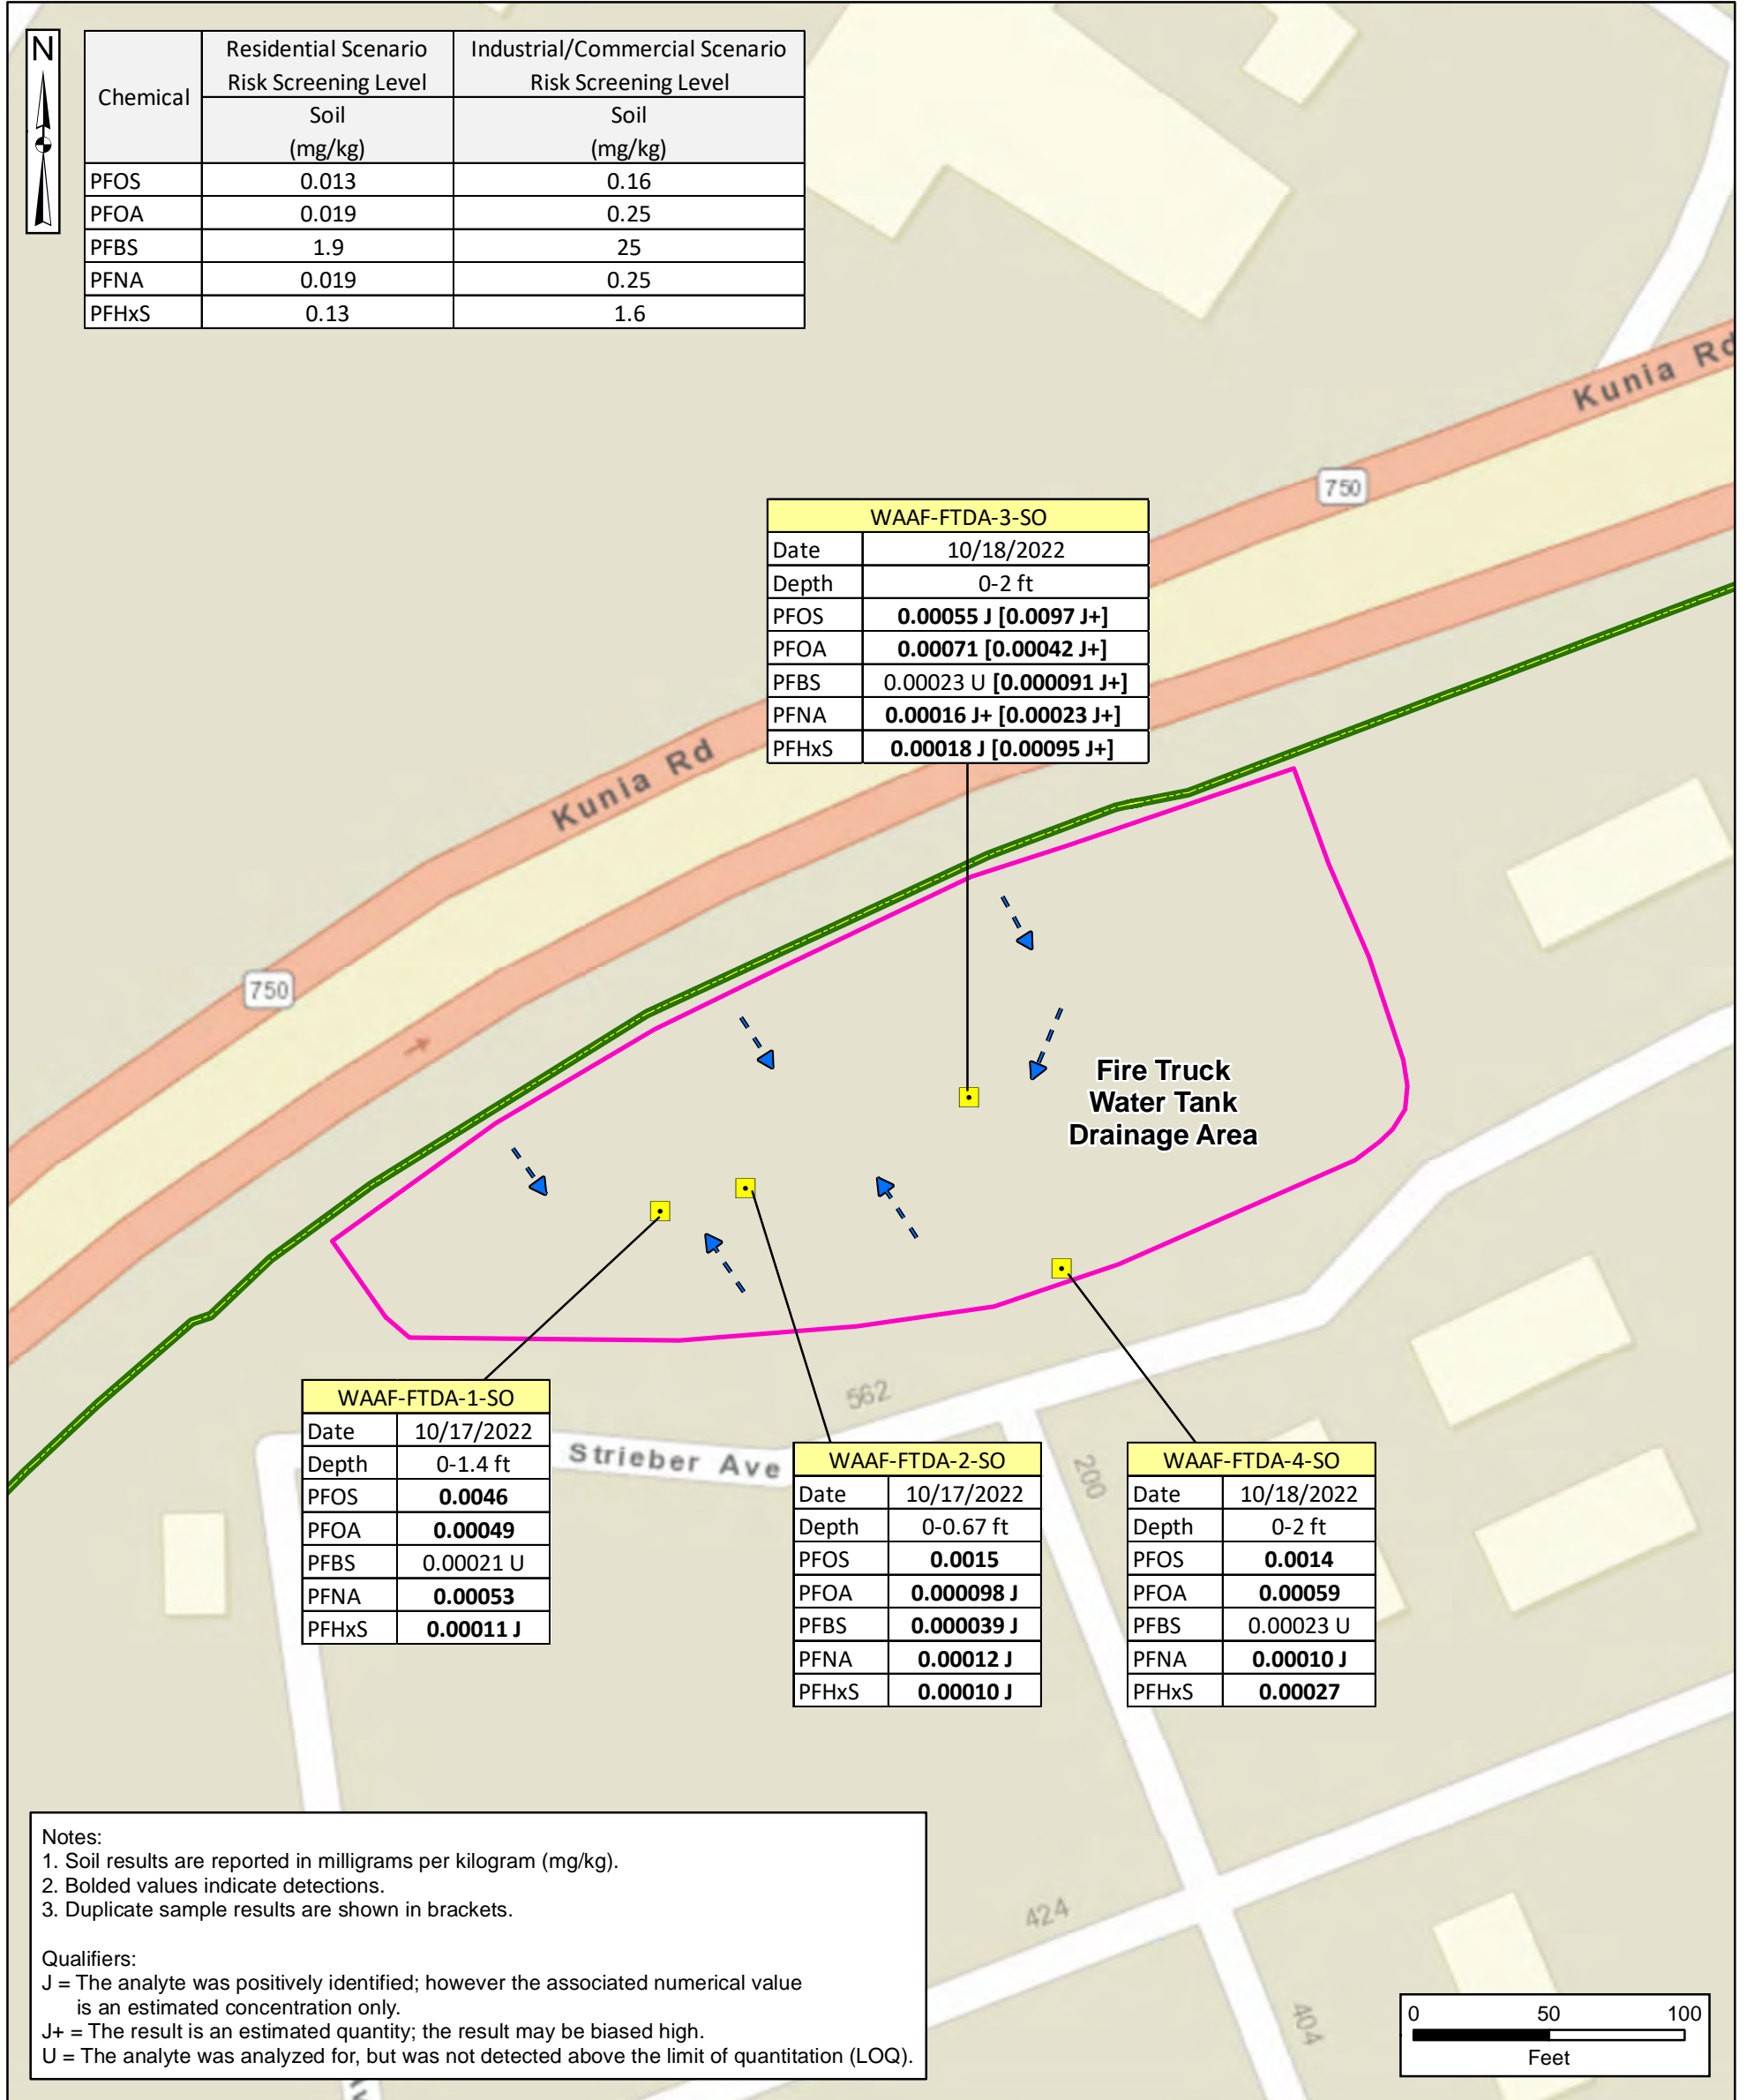 N
Chemical
Residential Scenario
Risk Screening Level
Industrial/Commercial Scenario
Risk Screening Level
Soil
(mg/kg)
Soil
(mg/kg)
PFOS 0.013 0.16
PFOA 0.019 0.25
PFBS 1.9 25
PFNA 0.019 0.25
PFHxS 0.13 1.6
Kunia Rd
750
WAAF-FTDA-3-SO
Date 10/18/2022
Depth 0-2 ft
PFOS 0.00055 J [0.0097 J+]
PFOA 0.00071 [0.00042 J+]
PFBS 0.00023 U [0.000091 J+]
PFNA 0.00016 J+ [0.00023 J+]
PFHxS 0.00018 J [0.00095 J+]
Kunia Rd
750
Fire Truck
Water Tank
Drainage Area
WAAF-FTDA-1-SO
Date 10/17/2022
Depth 0-1.4 ft
PFOS 0.0046
PFOA 0.00049
PFBS 0.00021 U
PFNA 0.00053
PFHxS 0.00011 J
562
Strieber Ave
200
WAAF-FTDA-2-SO
Date 10/17/2022
Depth 0-0.67 ft
PFOS 0.0015
PFOA 0.000098 J
PFBS 0.000039 J
PFNA 0.00012 J
PFHxS 0.00010 J
WAAF-FTDA-4-SO
Date 10/18/2022
Depth 0-2 ft
PFOS 0.0014
PFOA 0.00059
PFBS 0.00023 U
PFNA 0.00010 J
PFHxS 0.00027
424
404
Notes:
1. Soil results are reported in milligrams per kilogram (mg/kg).
2. Bolded values indicate detections.
3. Duplicate sample results are shown in brackets.
Qualifiers:
J = The analyte was positively identified; however the associated numerical value
is an estimated concentration only.
J+ = The result is an estimated quantity; the result may be biased high.
U = The analyte was analyzed for, but was not detected above the limit of quantitation (LOQ).
0 50 100
Feet